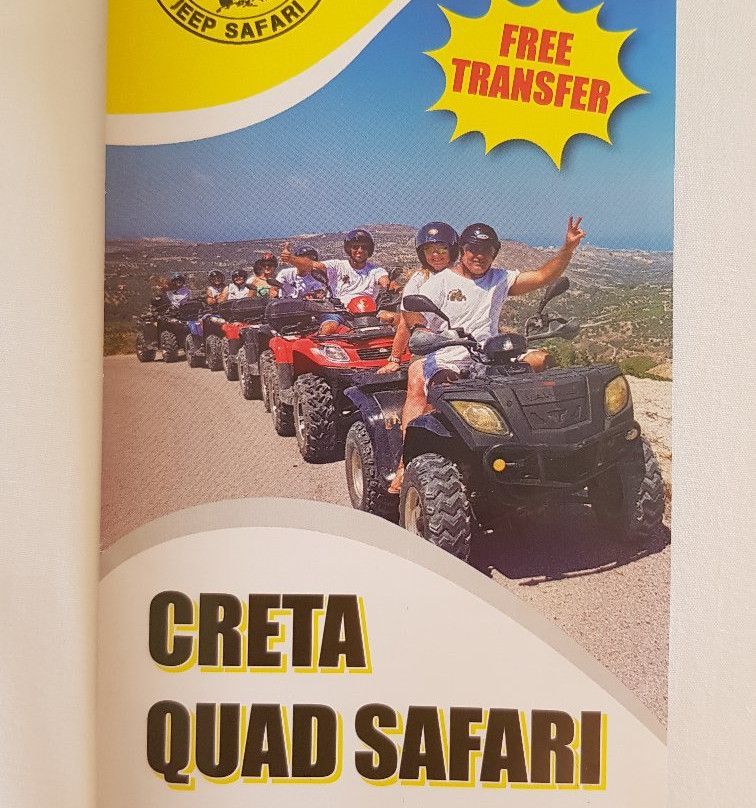 JEEP SAFARI
FREE
TRANSFER
CRETA
QUAD SAFARI